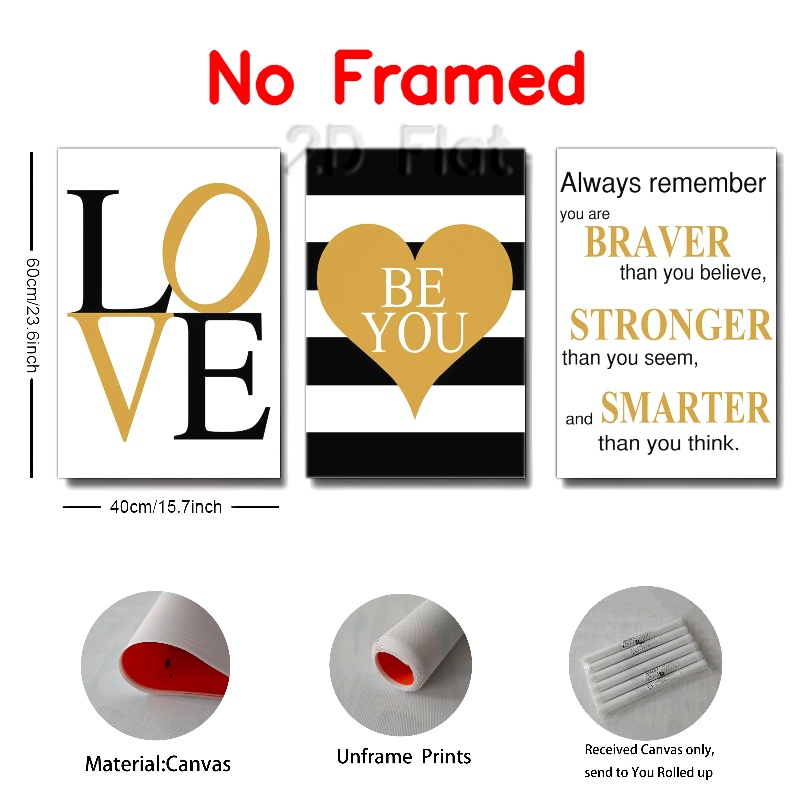 No Framed
2D Flat
60cm/23.6inch
LO
VE
BE
YOU
Always remember
you are
BRAVER
than you believe,
STRONGER
than you seem,
and SMARTER
than you think.
40cm/15.7inch
Material:Canvas
Unframe Prints
Received Canvas only,
send to You Rolled up